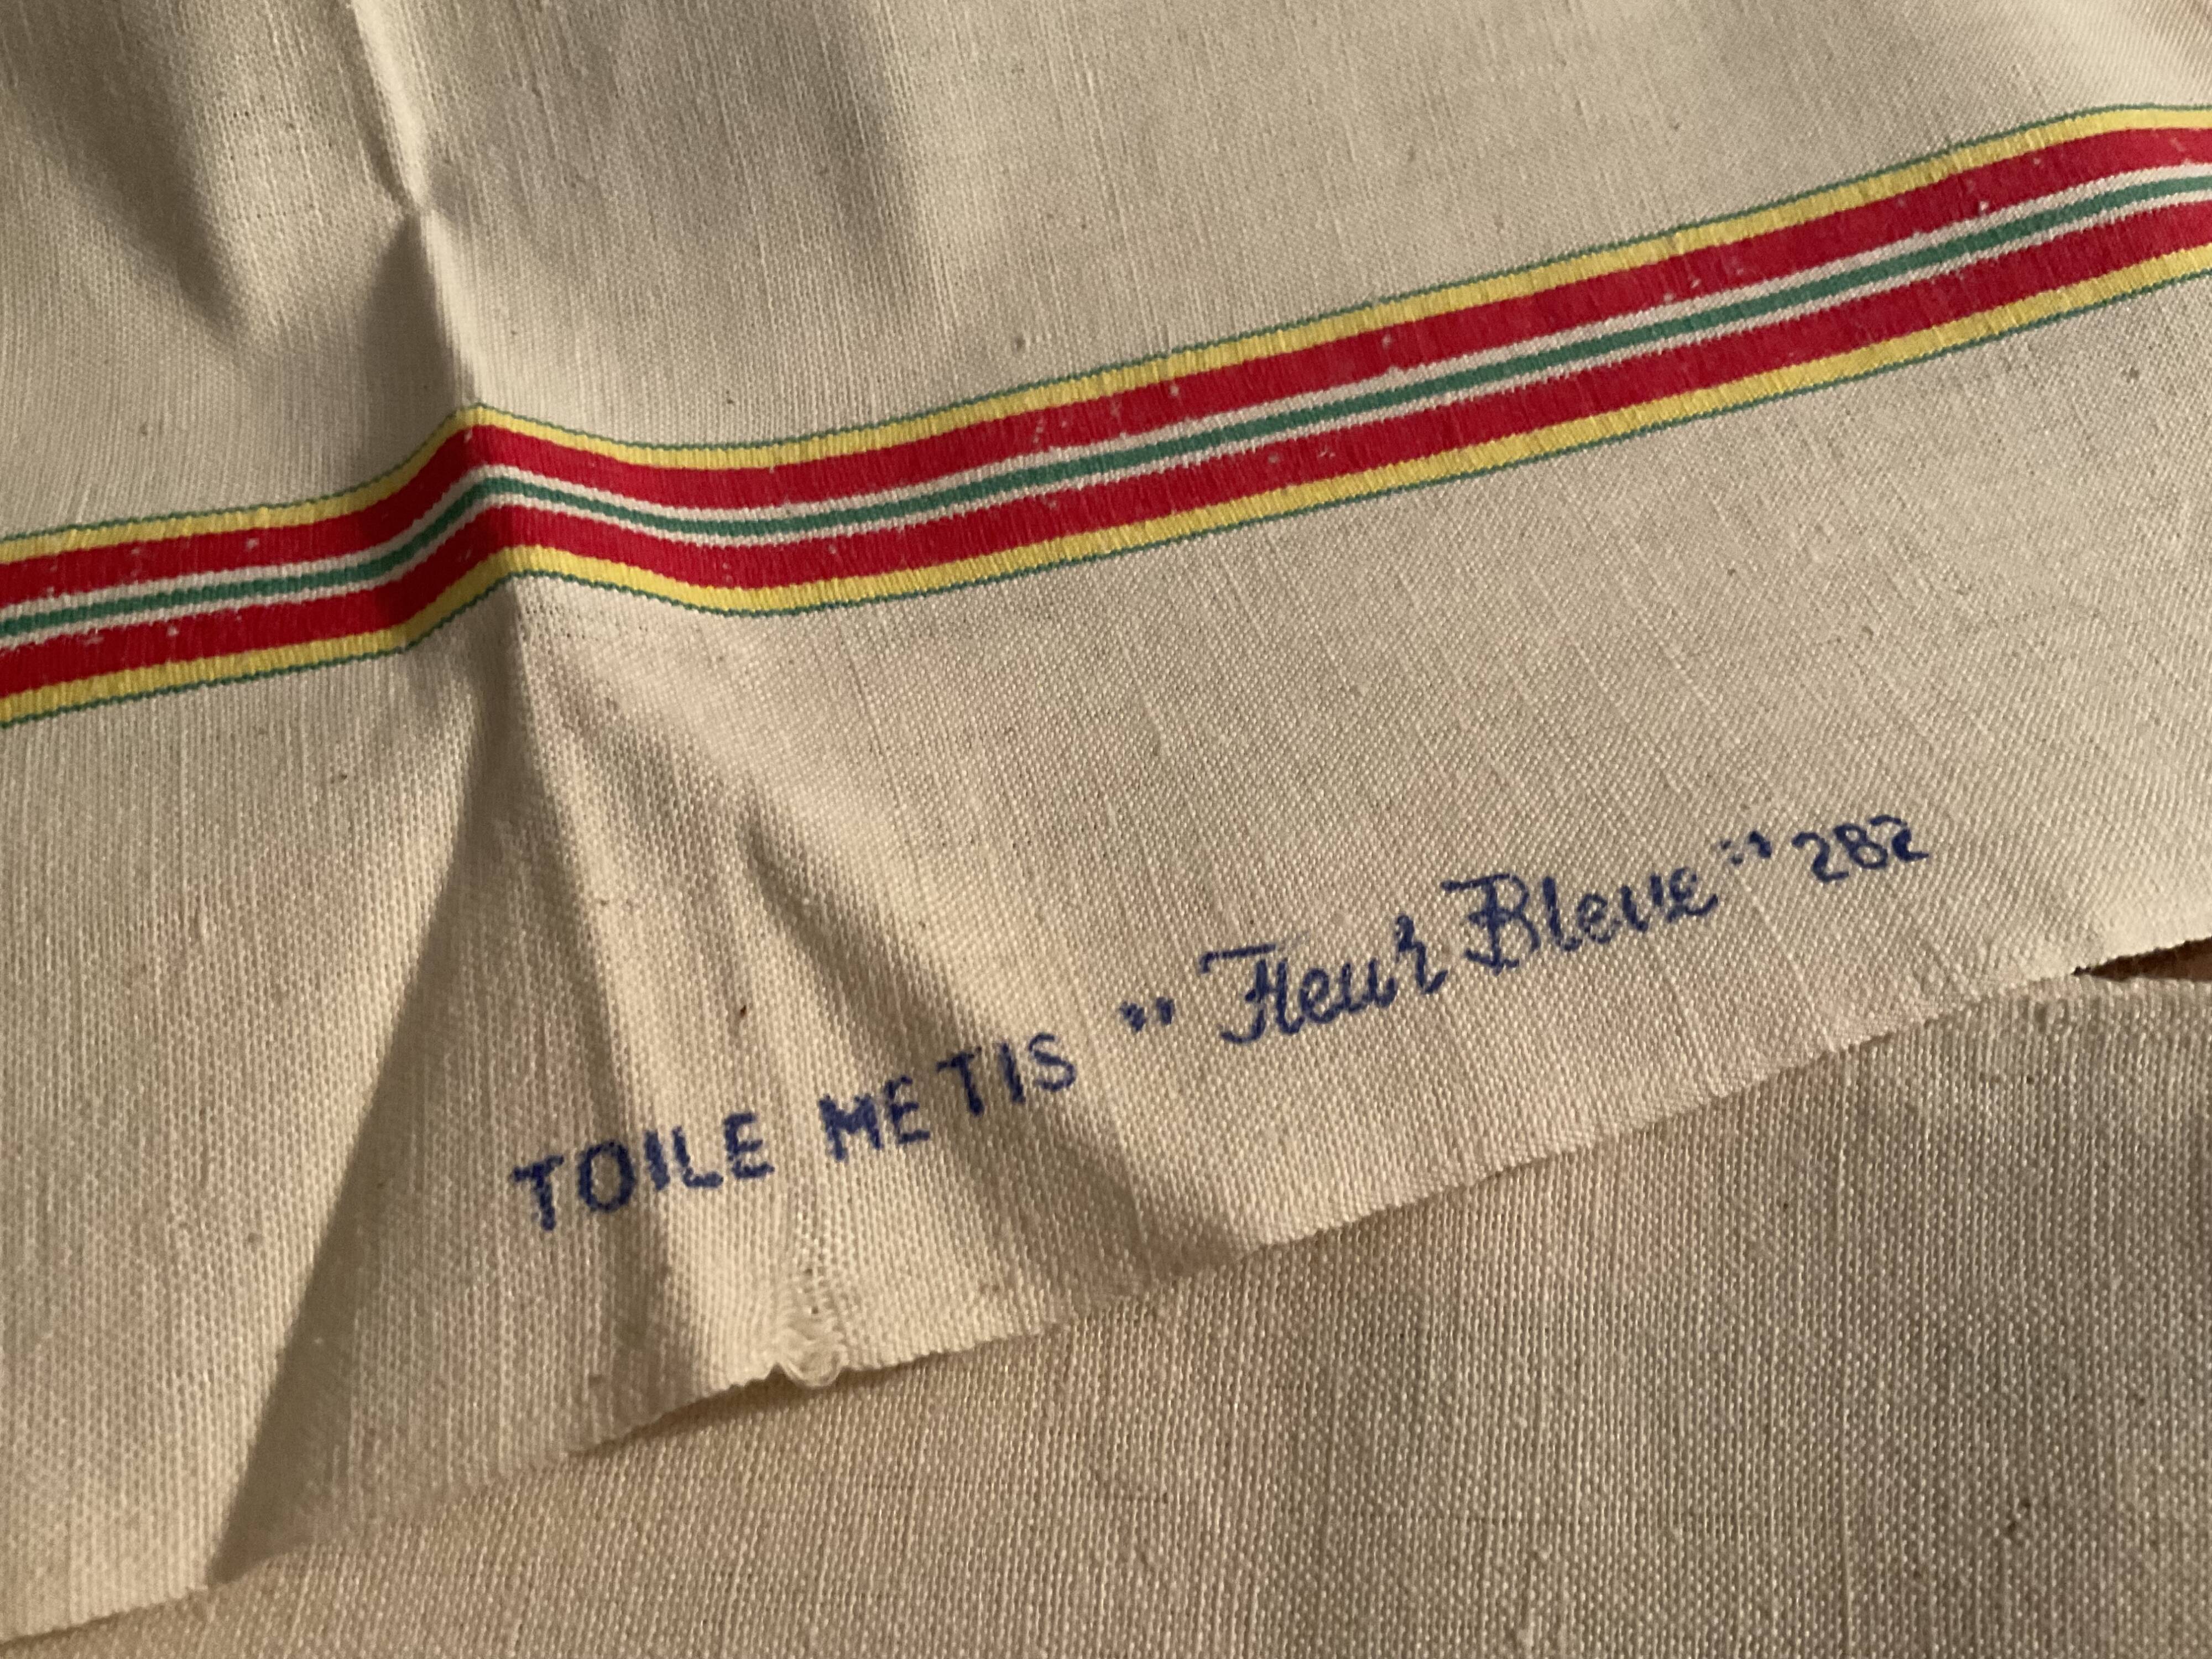 TOILE METIS "Fleur Bleue" 282